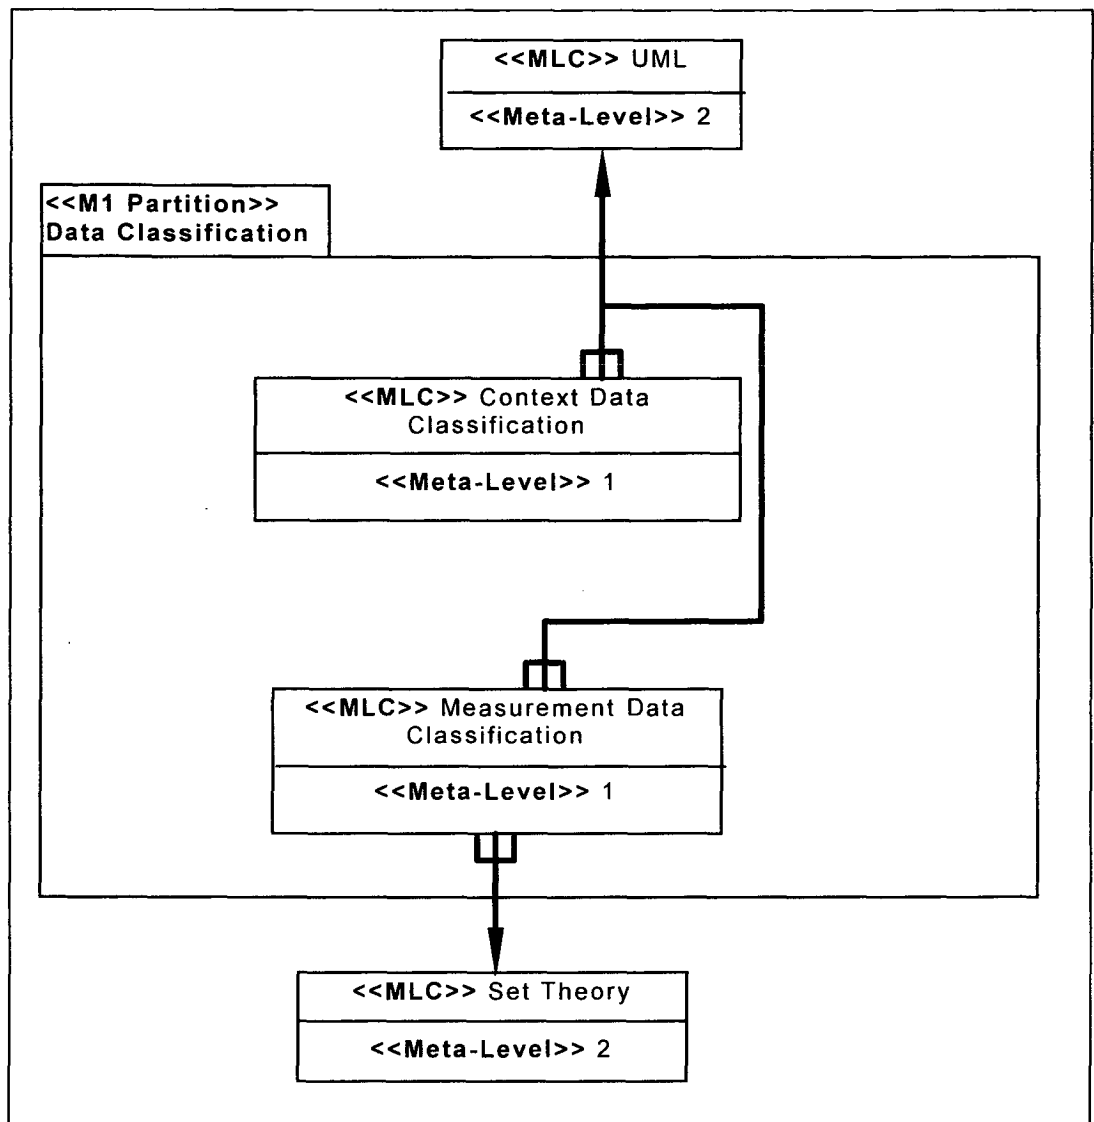 <<MLC>> UML
<<Meta-Level>> 2
<<M1 Partition>>
Data Classification
<<MLC>> Context Data
Classification
<<Meta-Level>> 1
<<MLC>> Measurement Data
Classification
<<Meta-Level>> 1
<<MLC>> Set Theory
<<Meta-Level>> 2